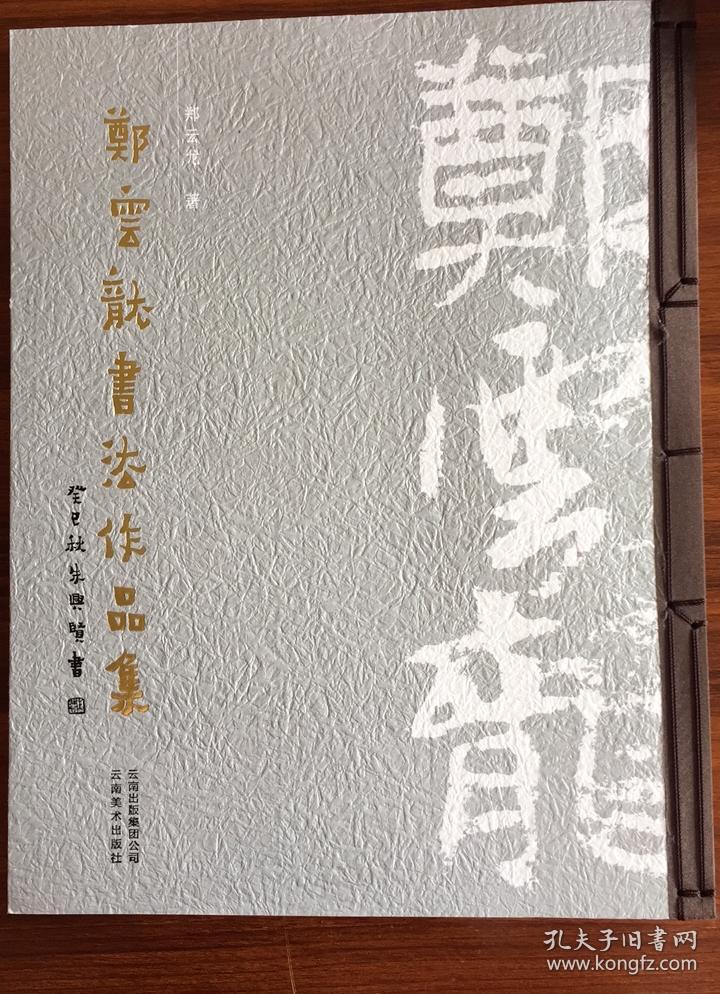 鄭雲龍
郑云龙 著
鄭雲龍書法作品集
癸巳秋朱興賢書
云南出版集团公司
云南美术出版社
孔夫子旧書网
www.kongfz.com